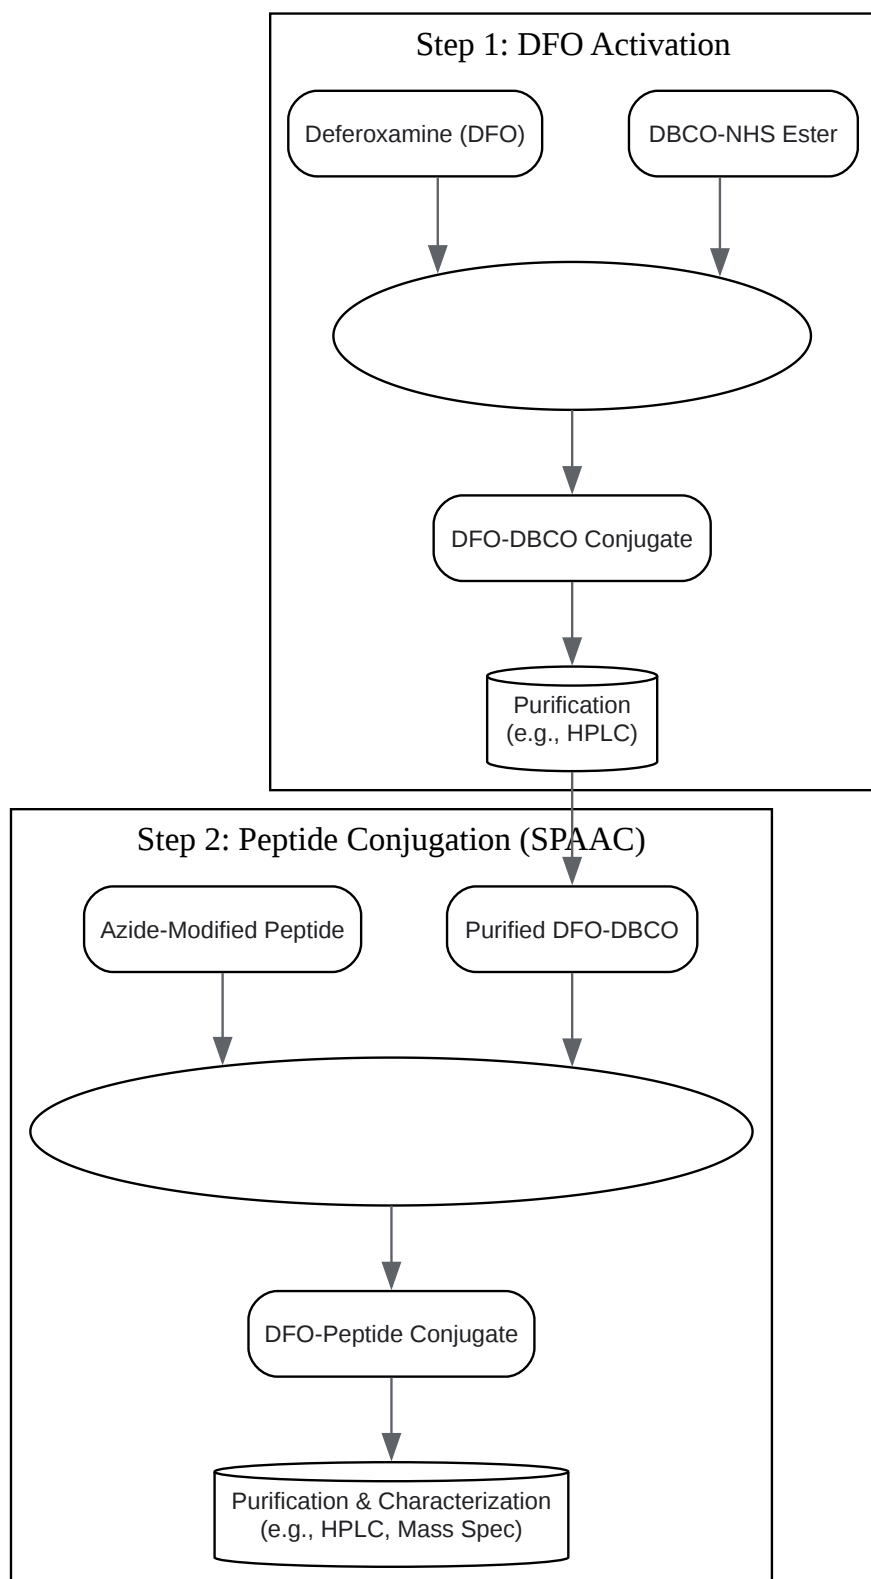 Step 1: DFO Activation
Deferoxamine (DFO)
DBCO-NHS Ester
DFO-DBCO Conjugate
Purification
(e.g., HPLC)
Step 2: Peptide Conjugation (SPAAC)
Azide-Modified Peptide
Purified DFO-DBCO
DFO-Peptide Conjugate
Purification & Characterization
(e.g., HPLC, Mass Spec)